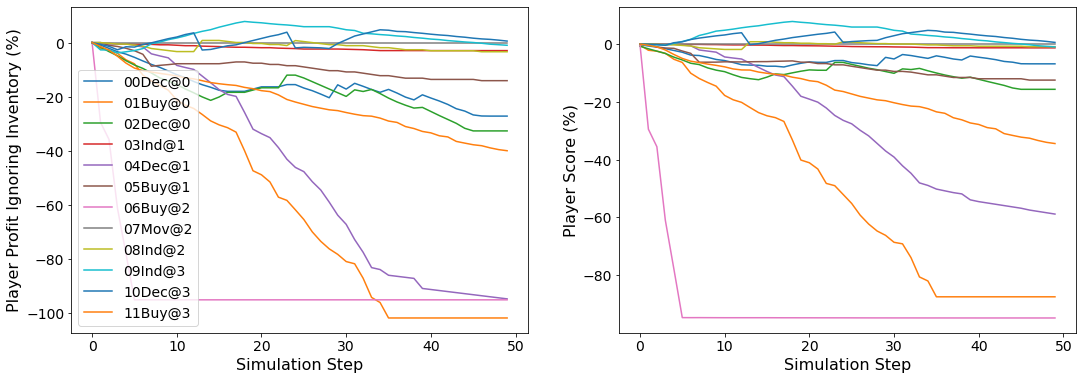 Player Profit Ignoring Inventory (%)
0
−20
−40
−60
−80
−100
00Dec@0
01Buy@0
02Dec@0
03Ind@1
04Dec@1
05Buy@1
06Buy@2
07Mov@2
08Ind@2
09Ind@3
10Dec@3
11Buy@3
0 10 20 30 40 50
Simulation Step
Player Score (%)
0
−20
−40
−60
−80
0 10 20 30 40 50
Simulation Step